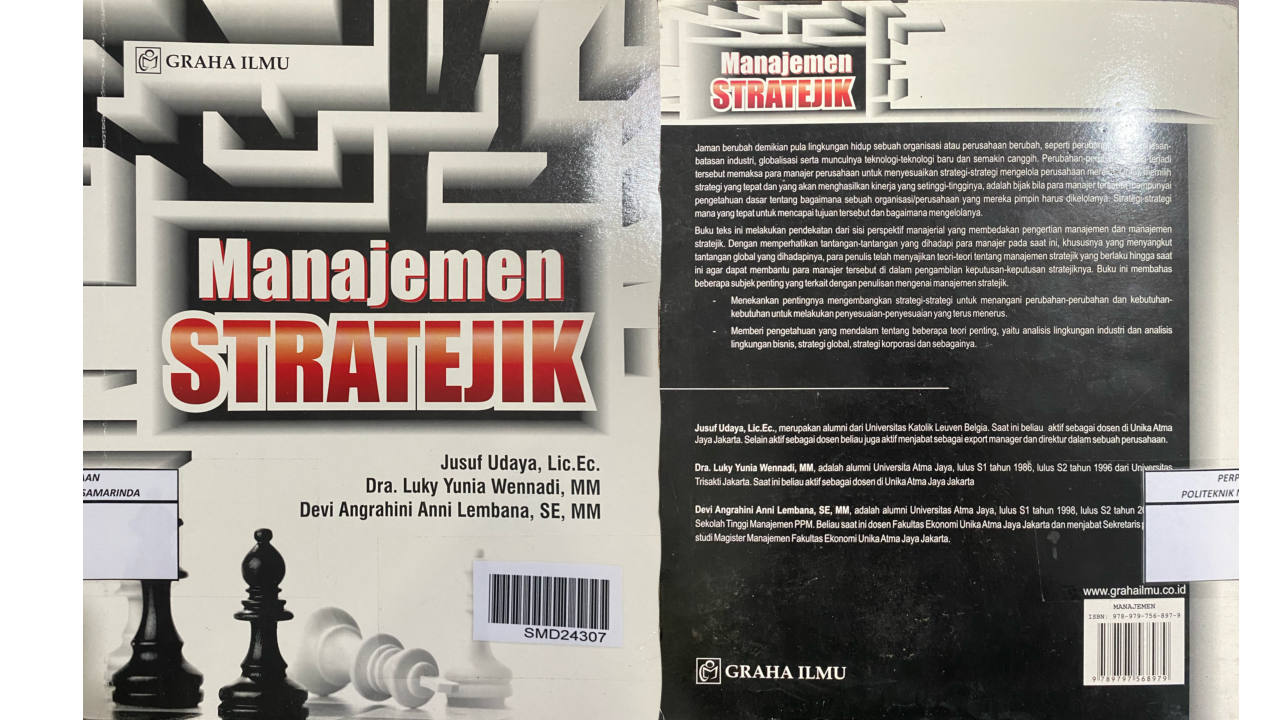 GRAHA ILMU
Manajemen
STRATEJIK
Jusuf Udaya, Lic.Ec.
Dra. Luky Yunia Wennadi, MM
Devi Angrahini Anni Lembana, SE, MM
AAN
SAMARINDA
SMD24307
Manajemen
STRATEJIK
Jaman berubah demikian pula lingkungan hidup sebuah organisasi atau perusahaan berubah, seperti
batasan industri, globalisasi serta munculnya teknologi-teknologi baru dan semakin canggih. terjadi
tersebut memaksa para manajer perusahaan untuk menyesuaikan strategi-strategi mengelola perusahaan
strategi yang tepat dan yang akan menghasilkan kinerja yang setinggi-tingginya, adalah bijak bila para manajer
pengetahuan dasar tentang bagaimana sebuah organisasi/perusahaan yang mereka pimpin harus dikelolanya. Strategi-strategi
mana yang tepat untuk mencapai tujuan tersebut dan bagaimana mengelolanya.
Buku teks ini melakukan pendekatan dari sisi perspektif manajerial yang membedakan pengertian manajemen dan manajemen
stratejik. Dengan memperhatikan tantangan-tantangan yang dihadapi para manajer pada saat ini, khususnya yang menyangkut
tantangan global yang dihadapinya, para penulis telah menyajikan teori-teori tentang manajemen stratejik yang berlaku hingga saat
ini agar dapat membantu para manajer tersebut di dalam pengambilan keputusan-keputusan stratejiknya. Buku ini membahas
beberapa subjek penting yang terkait dengan penulisan mengenai manajemen stratejik.
- Menekankan pentingnya mengembangkan strategi-strategi untuk menangani perubahan-perubahan dan kebutuhan-
kebutuhan untuk melakukan penyesuaian-penyesuaian yang terus menerus.
- Memberi pengetahuan yang mendalam tentang beberapa teori penting, yaitu analisis lingkungan industri dan analisis
lingkungan bisnis, strategi global, strategi korporasi dan sebagainya.
Jusuf Udaya, Lic.Ec., merupakan alumni dari Universitas Katolik Leuven Belgia. Saat ini beliau aktif sebagai dosen di Unika Atma
Jaya Jakarta. Selain aktif sebagai dosen beliau juga aktif menjabat sebagai export manager dan direktur dalam sebuah perusahaan.
Dra. Luky Yunia Wennadi, MM, adalah alumni Universita Atma Jaya, lulus S1 tahun 1986, lulus S2 tahun 1996 dari Universitas
Trisakti Jakarta. Saat ini beliau aktif sebagai dosen di Unika Atma Jaya Jakarta
Devi Angrahini Anni Lembana, SE, MM, adalah alumni Universitas Atma Jaya, lulus S1 tahun 1998, lulus S2 tahun
Sekolah Tinggi Manajemen PPM. Beliau saat ini dosen Fakultas Ekonomi Unika Atma Jaya Jakarta dan menjabat Sekretaris
studi Magister Manajemen Fakultas Ekonomi Unika Atma Jaya Jakarta.
PERP
POLITEKNIK
www.grahailmu.co.id
MANAJEMEN
ISBN: 978-979-756-897-9
9 789797 568979
GRAHA ILMU